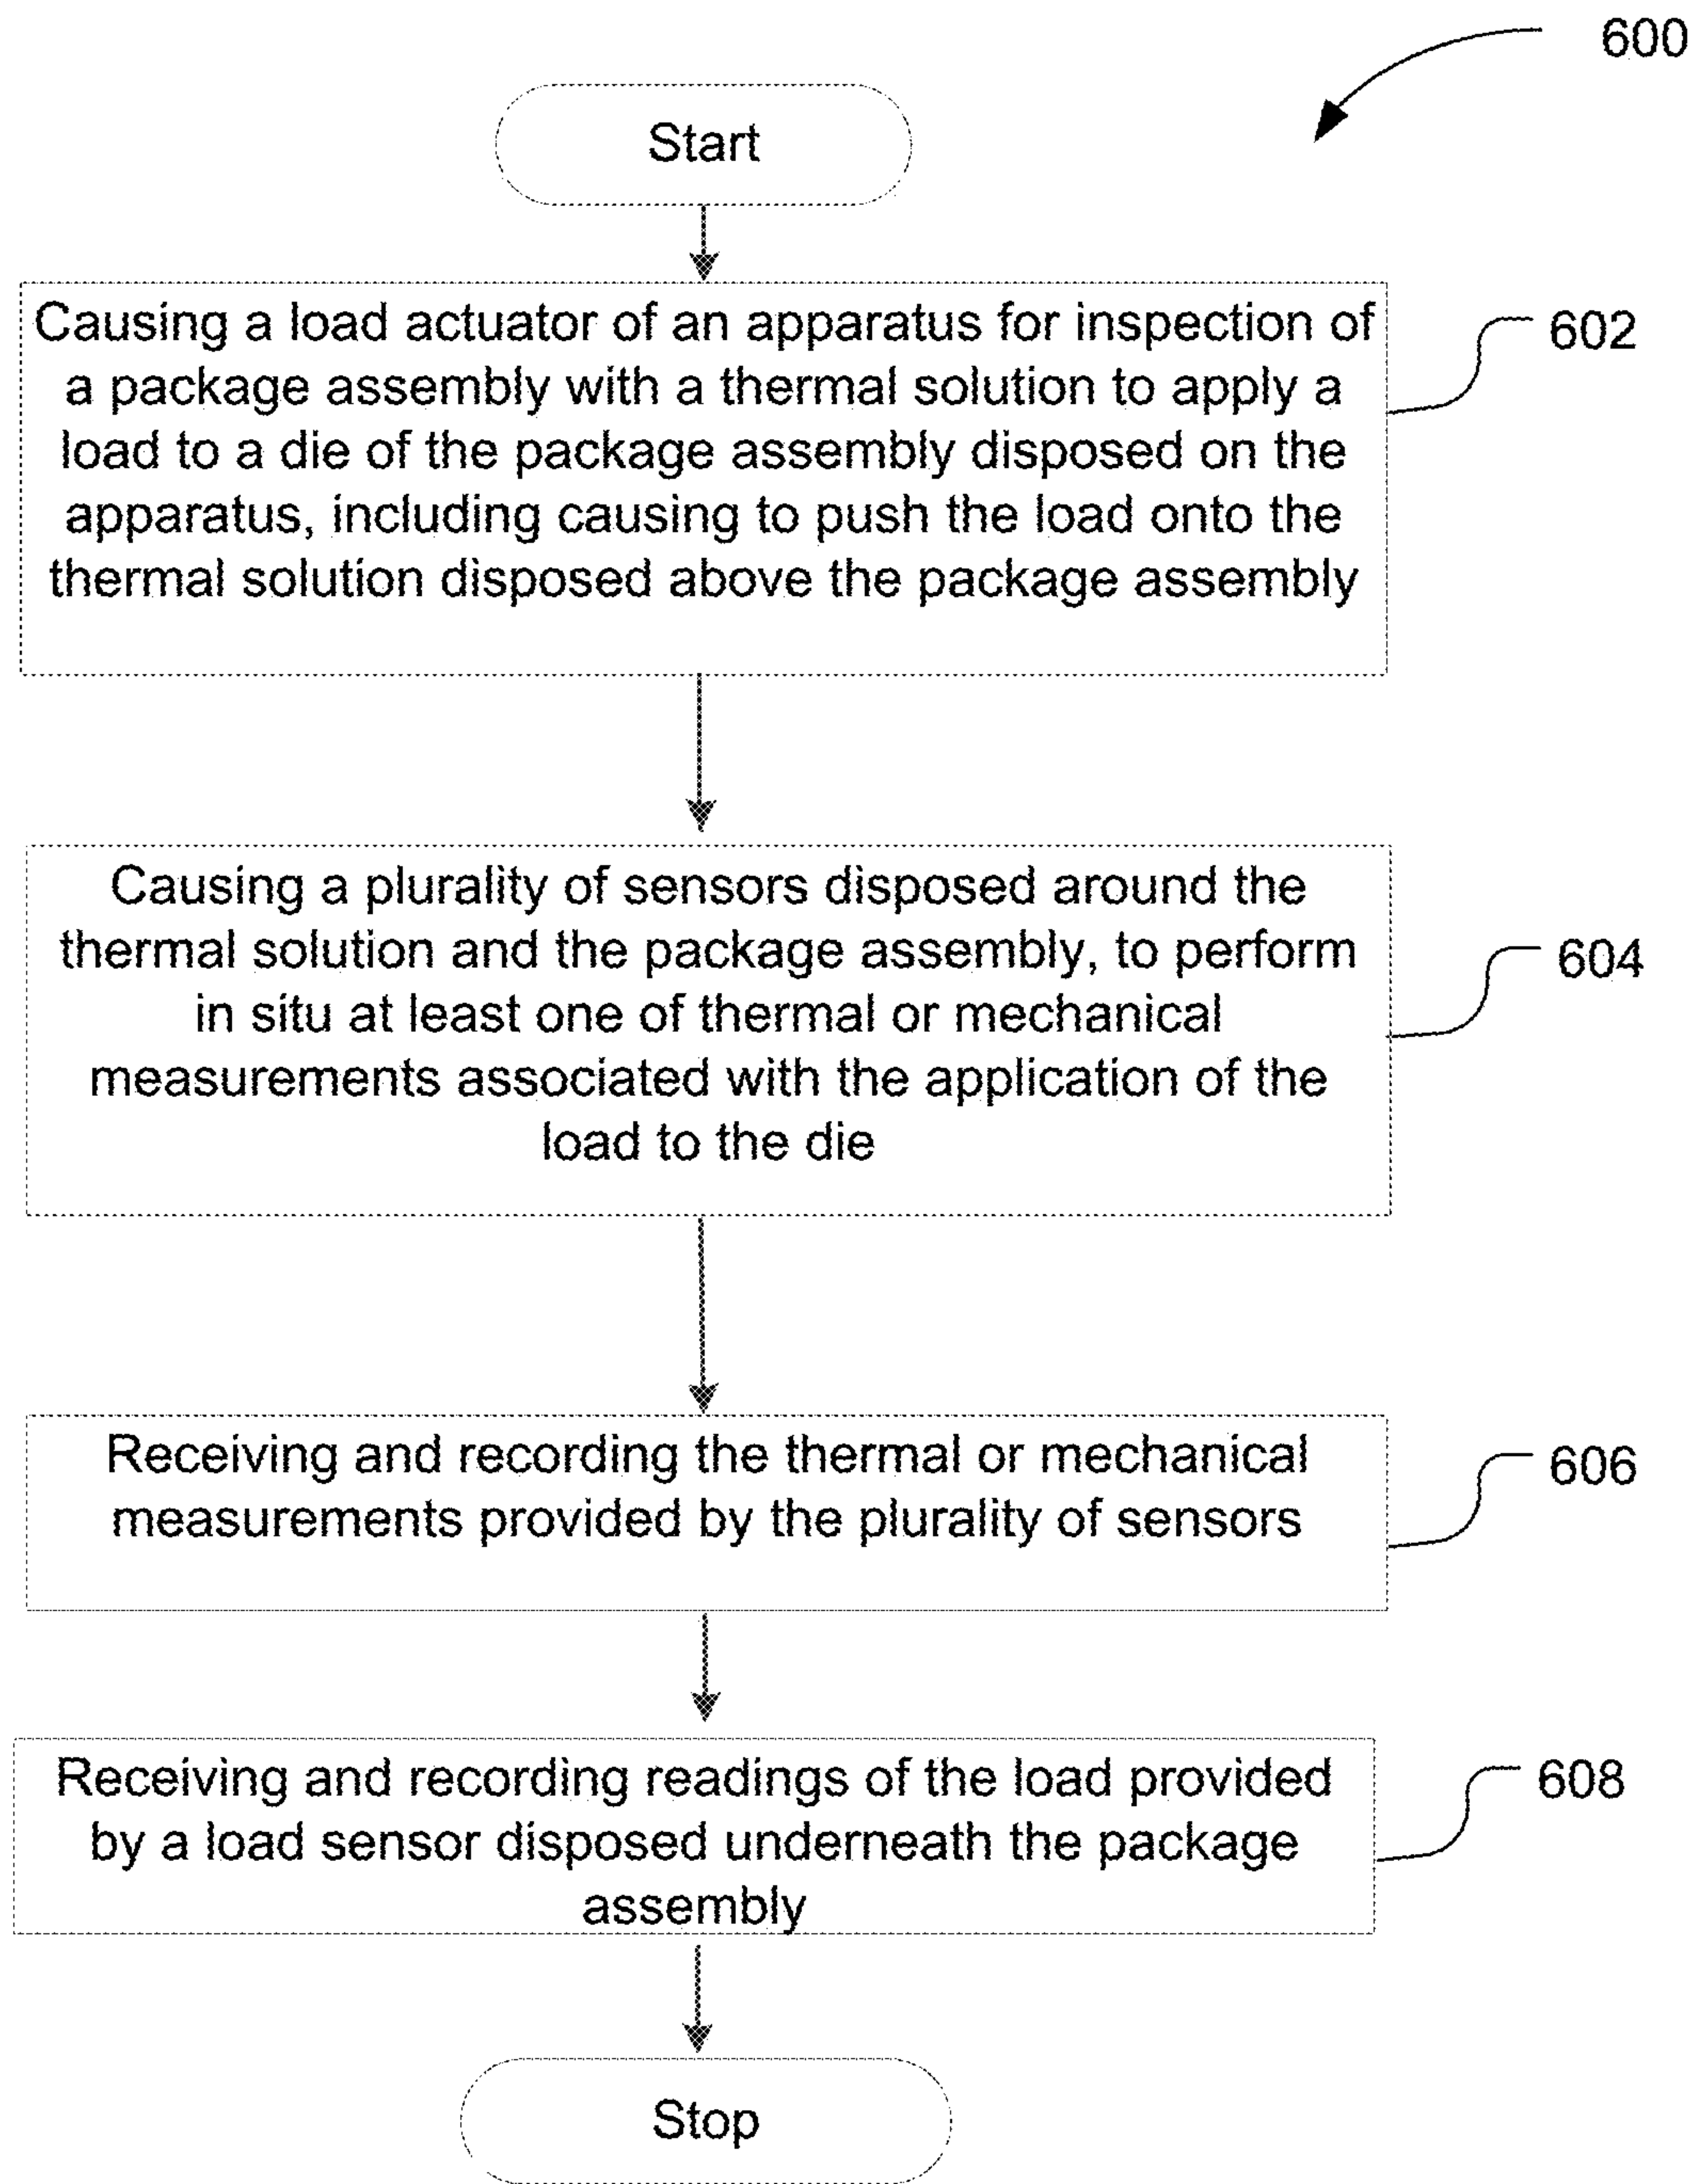 600
Start
Causing a load actuator of an apparatus for inspection of
a package assembly with a thermal solution to apply a
load to a die of the package assembly disposed on the
apparatus, including causing to push the load onto the
thermal solution disposed above the package assembly
602
Causing a plurality of sensors disposed around the
thermal solution and the package assembly, to perform
in situ at least one of thermal or mechanical
measurements associated with the application of the
load to the die
604
Receiving and recording the thermal or mechanical
measurements provided by the plurality of sensors
606
Receiving and recording readings of the load provided
by a load sensor disposed underneath the package
assembly
608
Stop